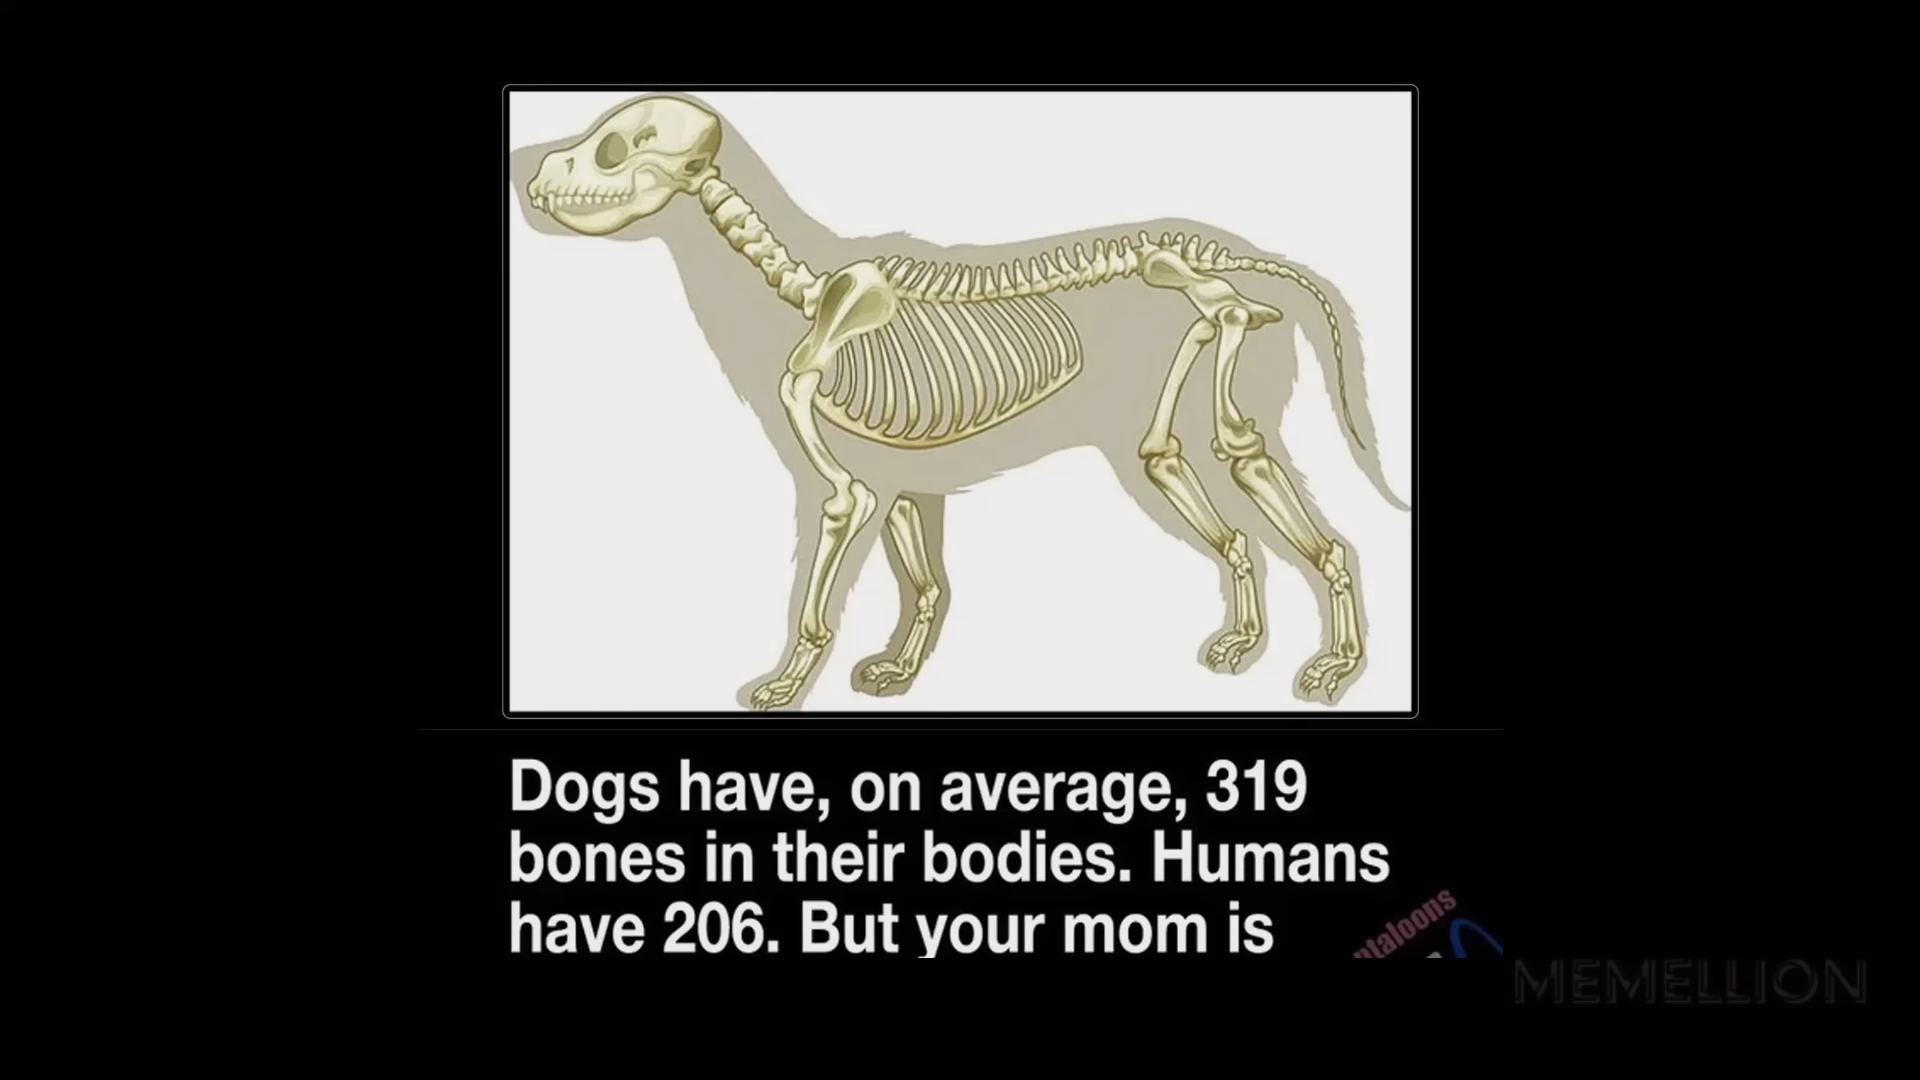 Dogs have, on average, 319
bones in their bodies. Humans
have 206. But your mom is
MEMELLION